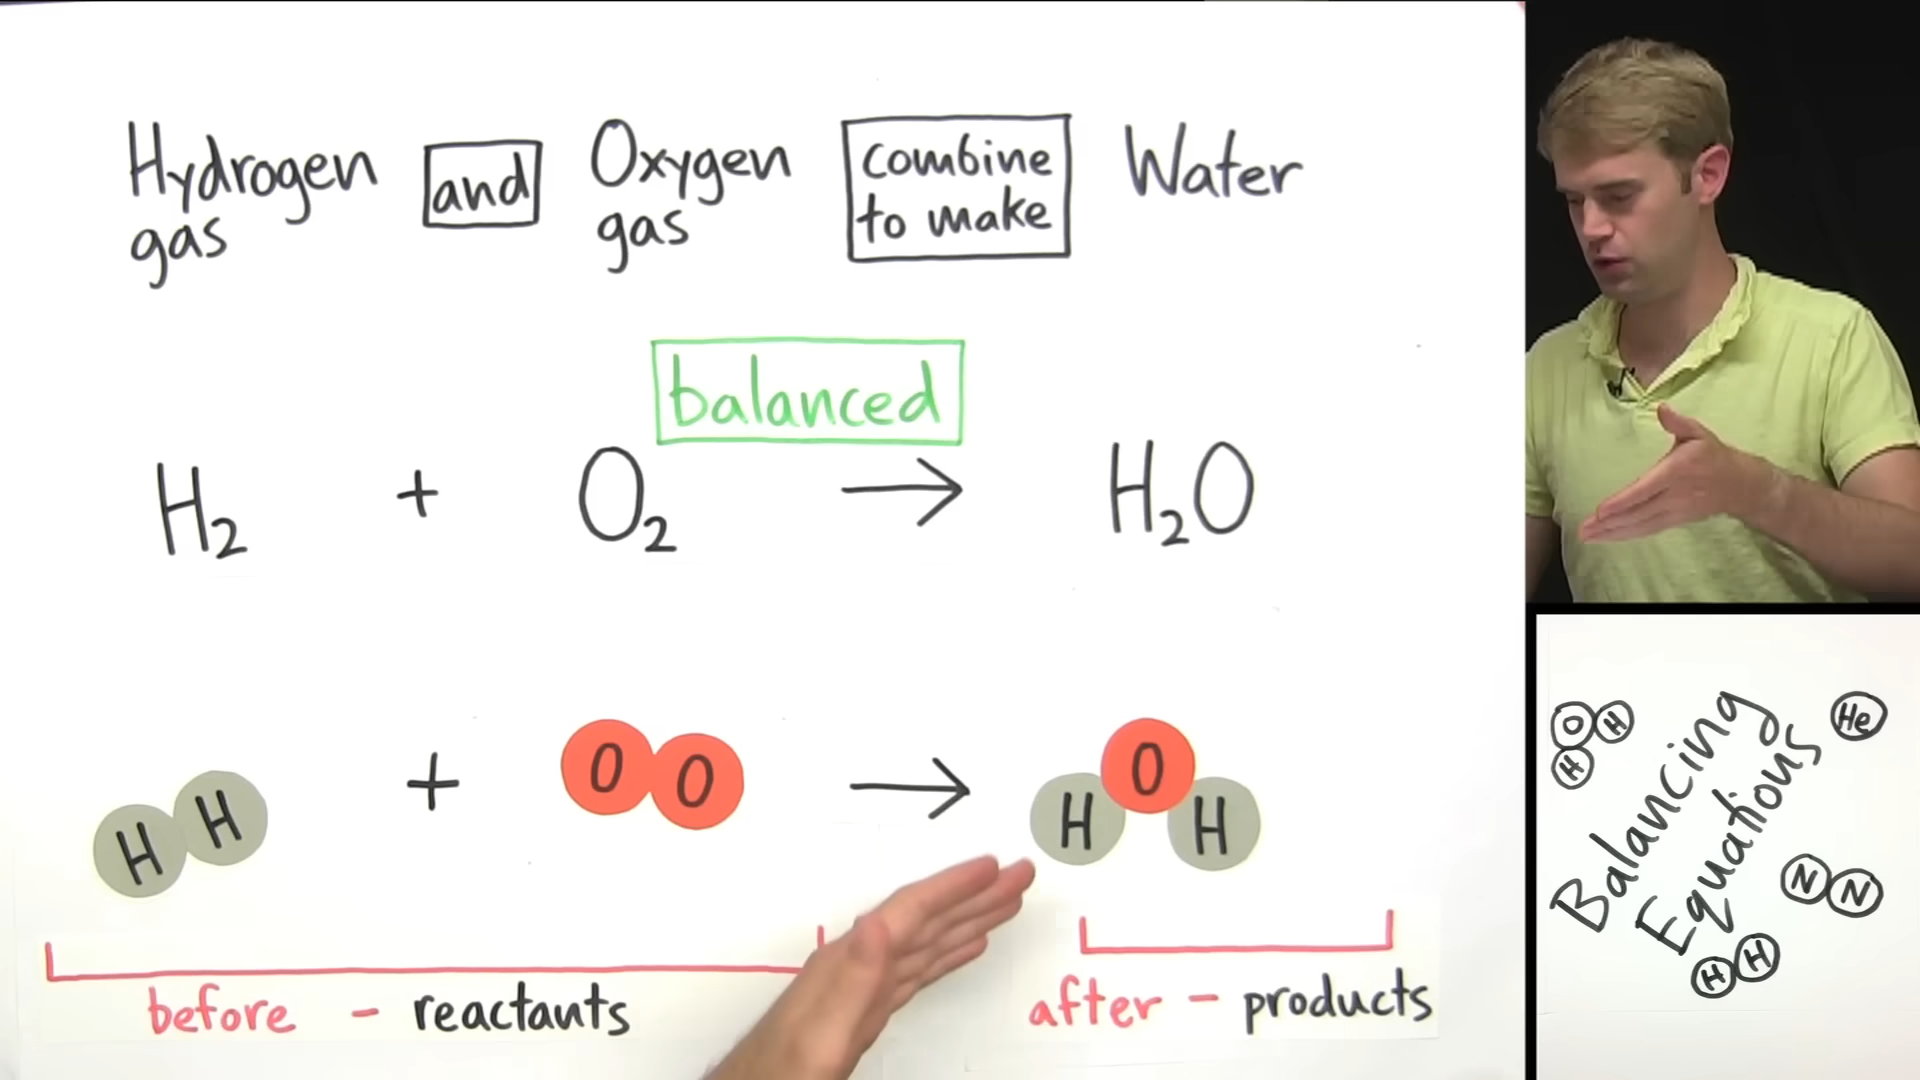 Hydrogen gas
and
Oxygen gas
combine
to make
Water
balanced
H₂ + O₂ → H₂O
H H + O O → H O H
before - reactants
after - products
Balancing
Equations
O H
H
He
N N
H H